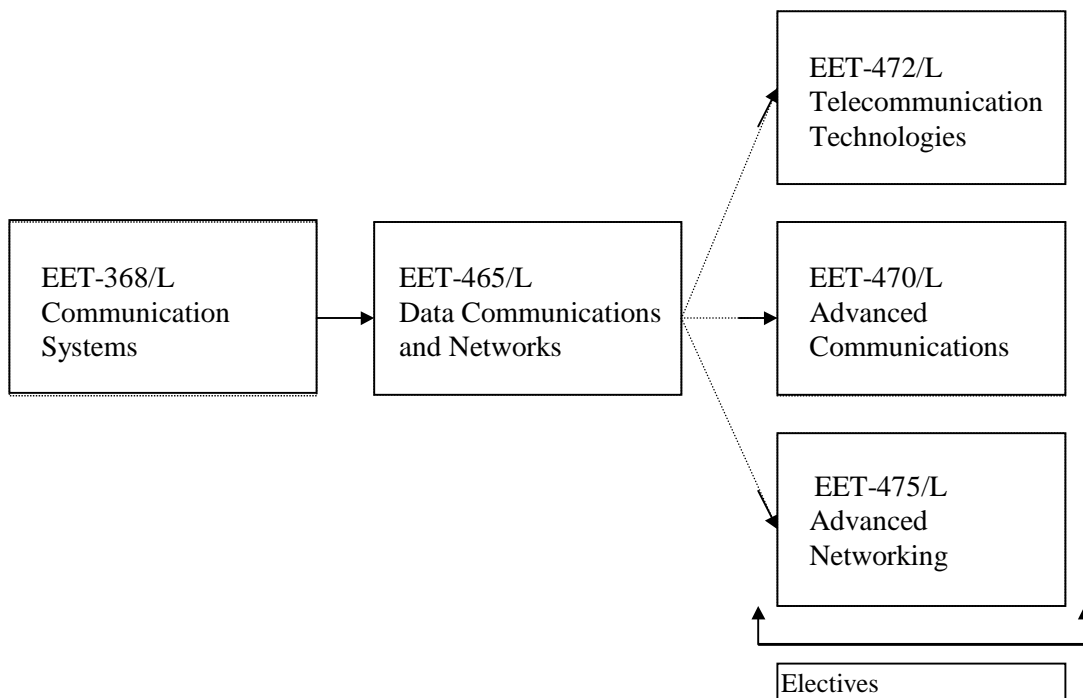 EET-472/L
Telecommunication
Technologies
EET-368/L
Communication
Systems
EET-465/L
Data Communications
and Networks
EET-470/L
Advanced
Communications
EET-475/L
Advanced
Networking
Electives